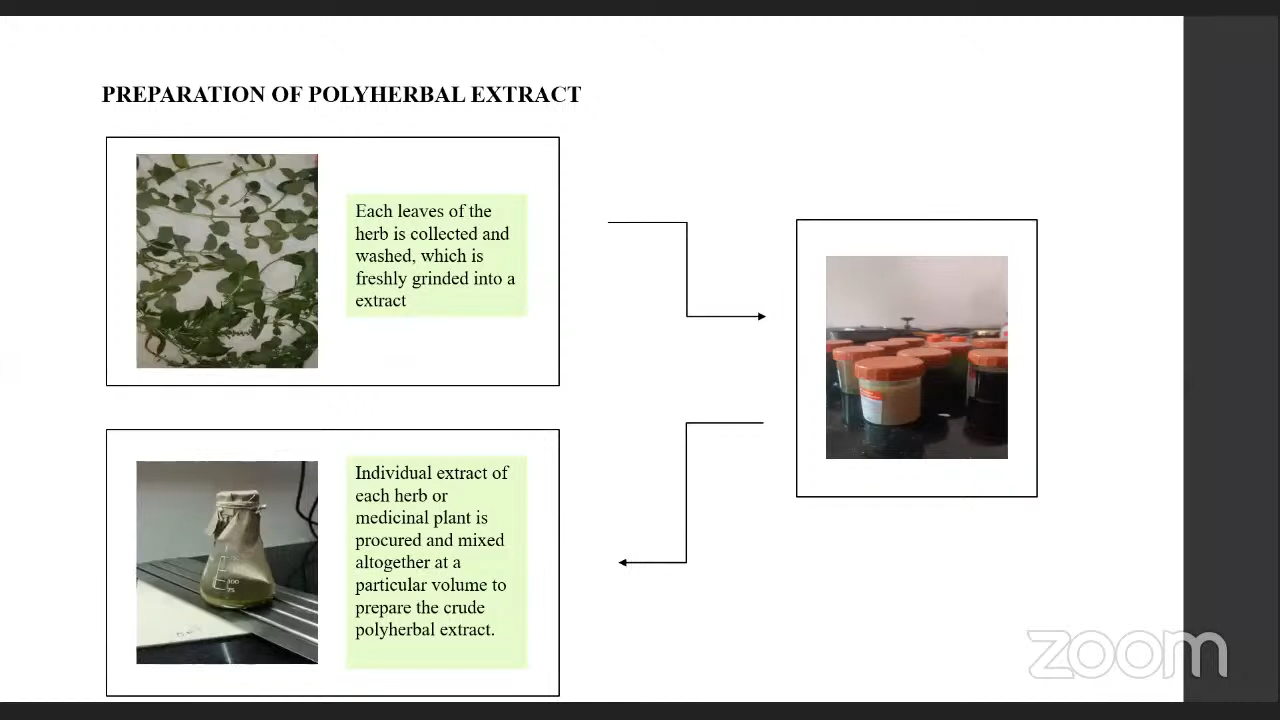 PREPARATION OF POLYHERBAL EXTRACT
Each leaves of the
herb is collected and
washed, which is
freshly grinded into a
extract
Individual extract of
each herb or
medicinal plant is
procured and mixed
altogether at a
particular volume to
prepare the crude
polyherbal extract.
100
75
zoom